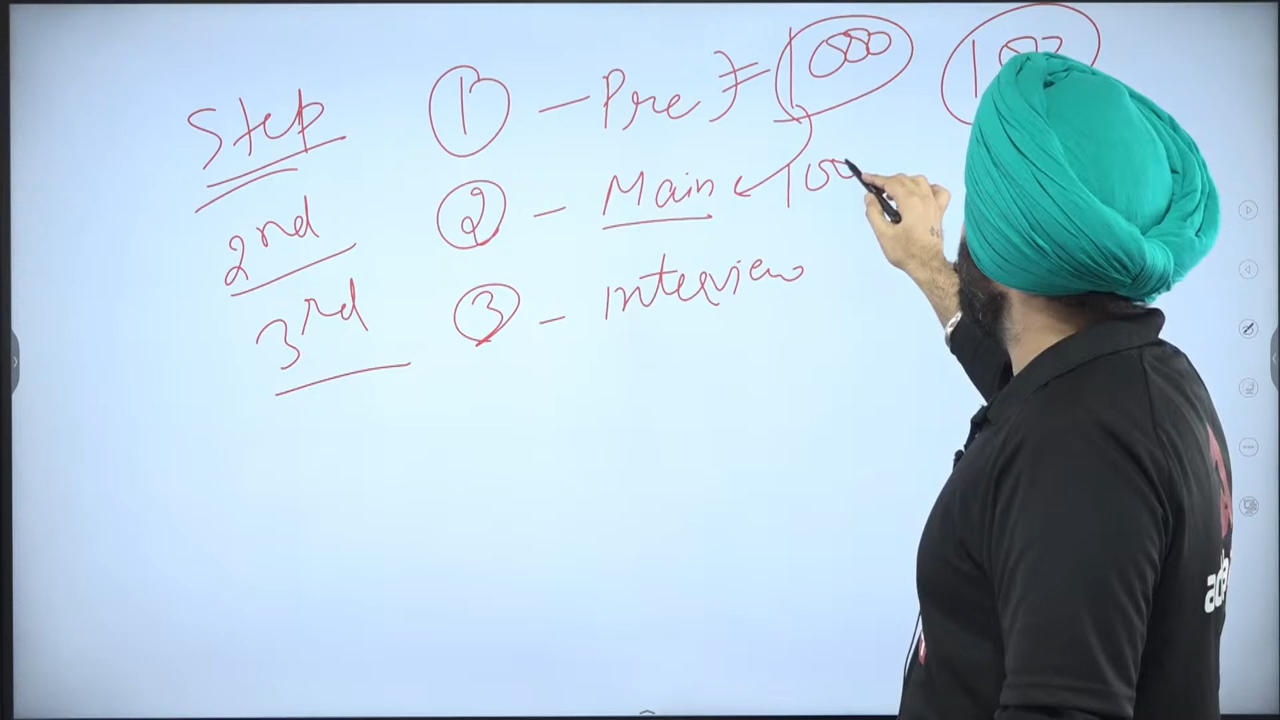 Step 1 - Pre 1000
2nd 2 - Main 100
3rd 3 - interview